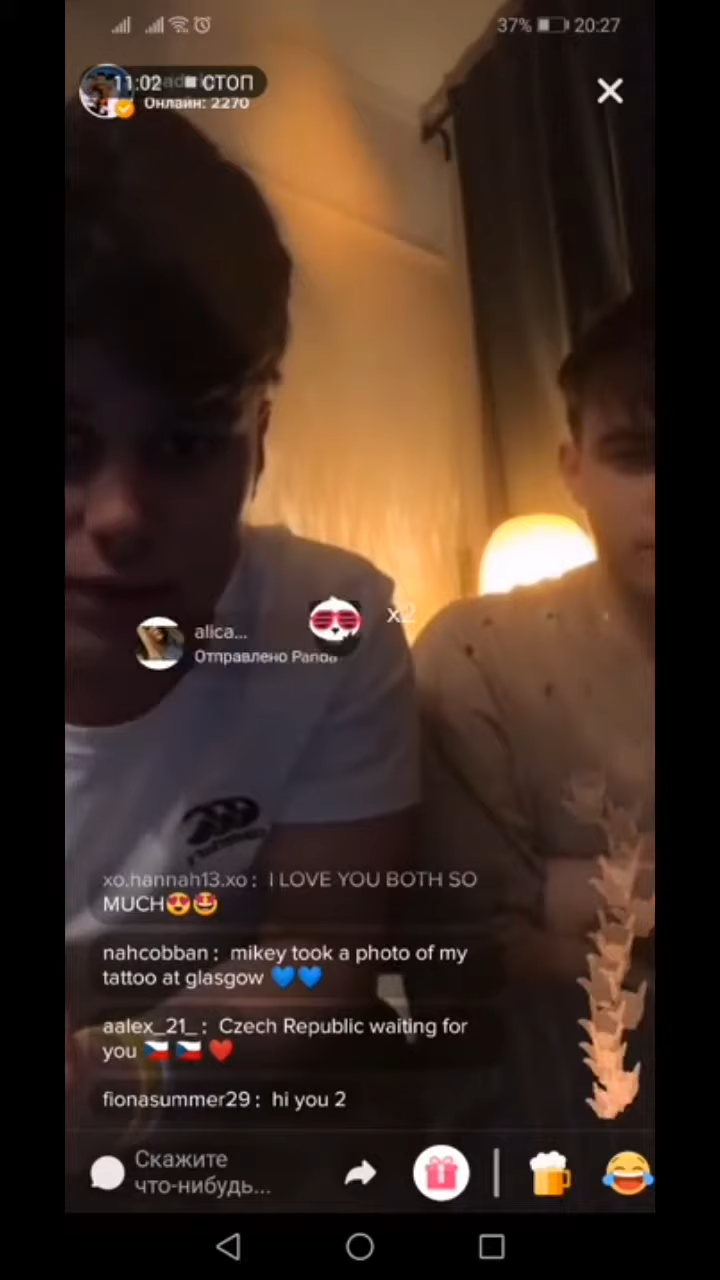 37% 20:27
11:02 СТОП
Онлайн: 2270
alica... x2
Отправлено Panda
xo.hannah13.xo : I LOVE YOU BOTH SO
MUCH😍🤩
nahcobban : mikey took a photo of my
tattoo at glasgow 💙💙
aalex_21_ : Czech Republic waiting for
you 🇨🇿 🇨🇿 ❤️
fionasummer29 : hi you 2
Скажите
что-нибудь...